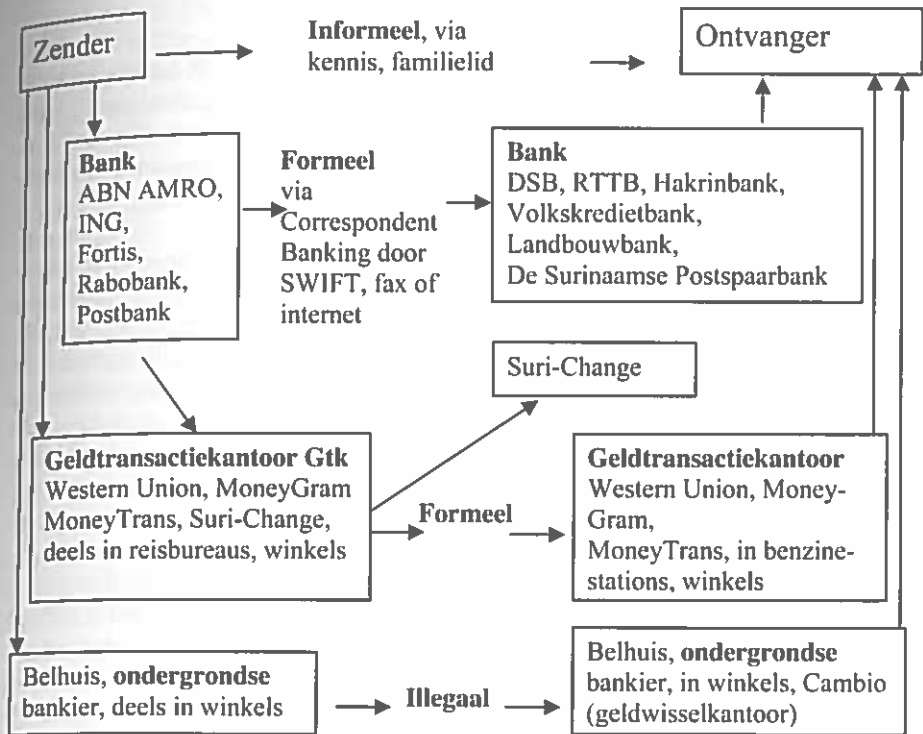 Zender
Informeel, via
kennis, familielid
Ontvanger
Bank
ABN AMRO,
ING,
Fortis,
Rabobank,
Postbank
Formeel
via
Correspondent
Banking door
SWIFT, fax of
internet
Bank
DSB, RTTB, Hakrinbank,
Volkskredietbank,
Landbouwbank,
De Surinaamse Postspaarbank
Suri-Change
Geldtransactiekantoor Gtk
Western Union, MoneyGram
MoneyTrans, Suri-Change,
deels in reisbureaus, winkels
Formeel
Geldtransactiekantoor
Western Union, Money-
Gram,
MoneyTrans, in benzine-
stations, winkels
Belhuis, ondergrondse
bankier, deels in winkels
Illegaal
Belhuis, ondergrondse
bankier, in winkels, Cambio
(geldwisselkantoor)